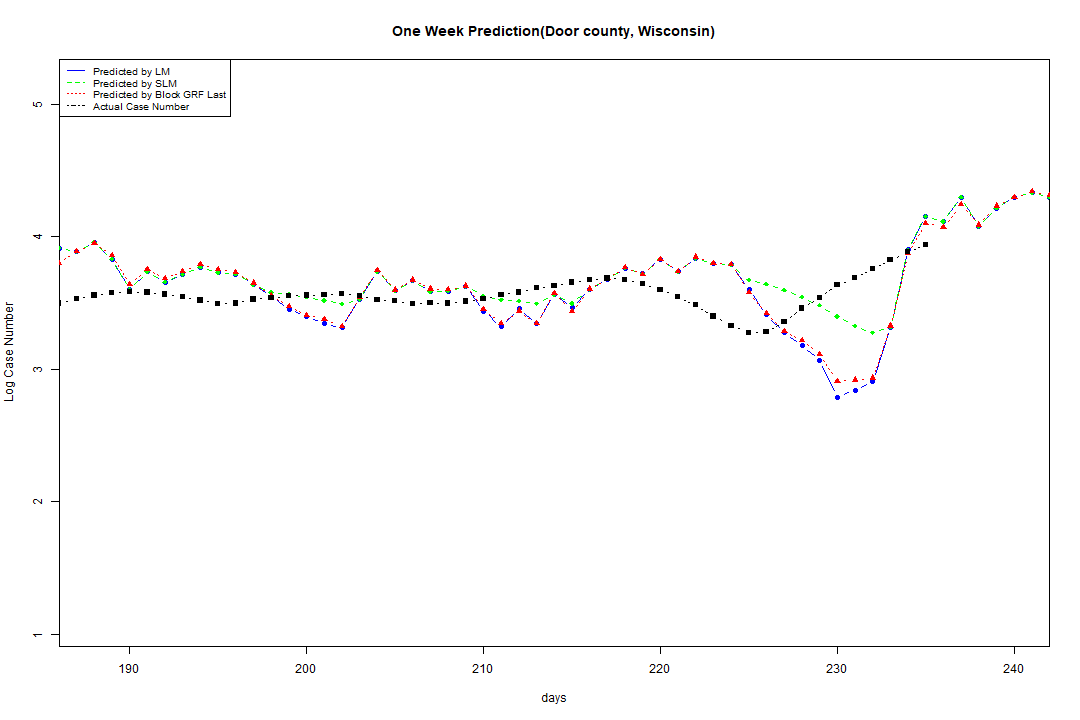 One Week Prediction(Door county, Wisconsin)
Predicted by LM
Predicted by SLM
Predicted by Block GRF Last
Actual Case Number
5
4
3
2
1
Log Case Number
190
200
210
220
230
240
days